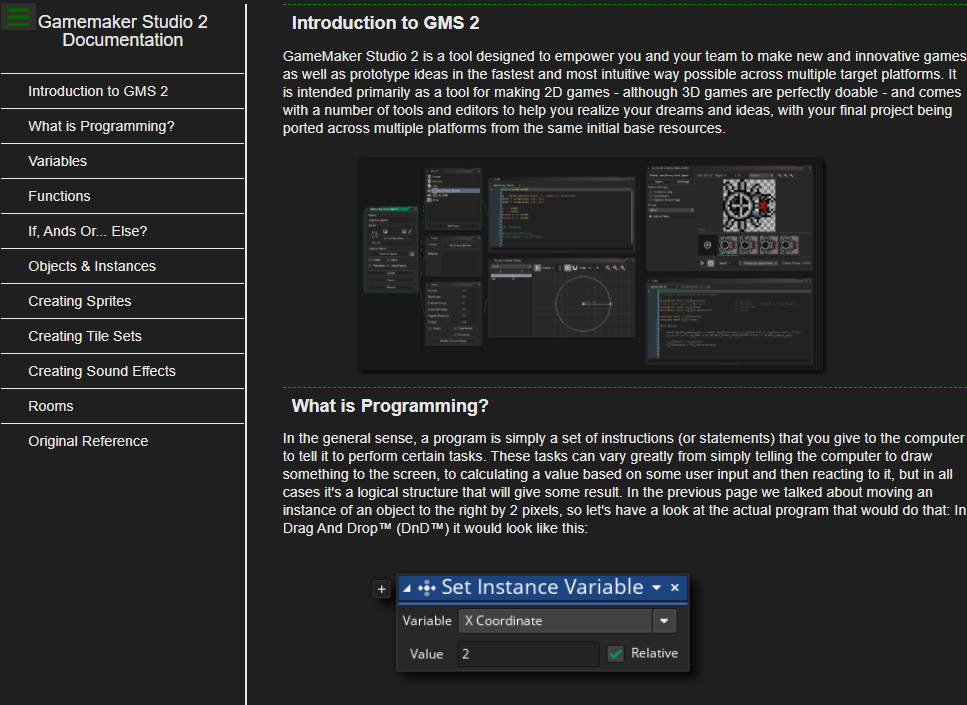 Gamemaker Studio 2
Documentation
Introduction to GMS 2
What is Programming?
Variables
Functions
If, Ands Or... Else?
Objects & Instances
Creating Sprites
Creating Tile Sets
Creating Sound Effects
Rooms
Original Reference
Introduction to GMS 2
GameMaker Studio 2 is a tool designed to empower you and your team to make new and innovative games
as well as prototype ideas in the fastest and most intuitive way possible across multiple target platforms. It
is intended primarily as a tool for making 2D games - although 3D games are perfectly doable - and comes
with a number of tools and editors to help you realize your dreams and ideas, with your final project being
ported across multiple platforms from the same initial base resources.
What is Programming?
In the general sense, a program is simply a set of instructions (or statements) that you give to the computer
to tell it to perform certain tasks. These tasks can vary greatly from simply telling the computer to draw
something to the screen, to calculating a value based on some user input and then reacting to it, but in all
cases it's a logical structure that will give some result. In the previous page we talked about moving an
instance of an object to the right by 2 pixels, so let's have a look at the actual program that would do that: In
Drag And Drop™ (DnD™) it would look like this:
Set Instance Variable
Variable X Coordinate
Value 2 Relative